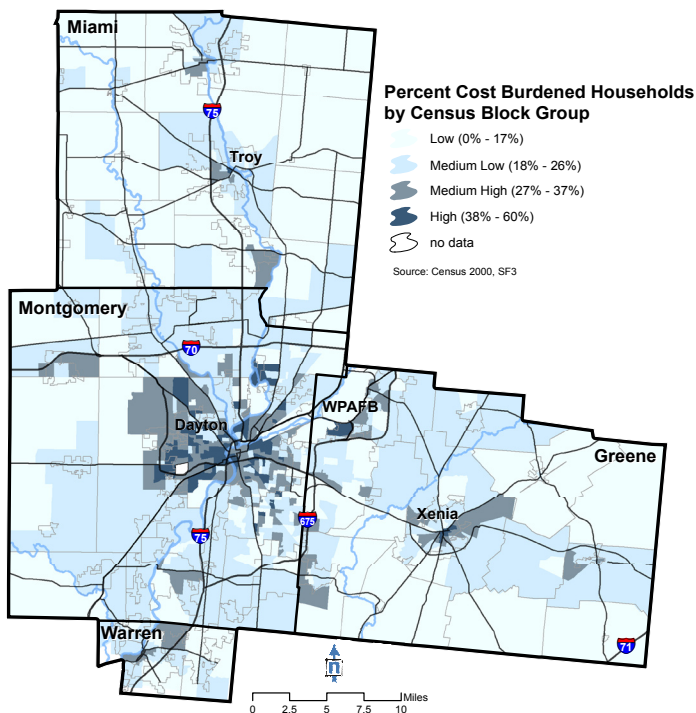 Miami
Percent Cost Burdened Households
by Census Block Group
75
Low (0% - 17%)
Troy
Medium Low (18% - 26%)
Medium High (27% - 37%)
High (38% - 60%)
no data
Source: Census 2000, SF3
Montgomery
70
WPAFB
Dayton
Greene
Xenia
675
75
Warren
71
n
Miles
0 2.5 5 7.5 10